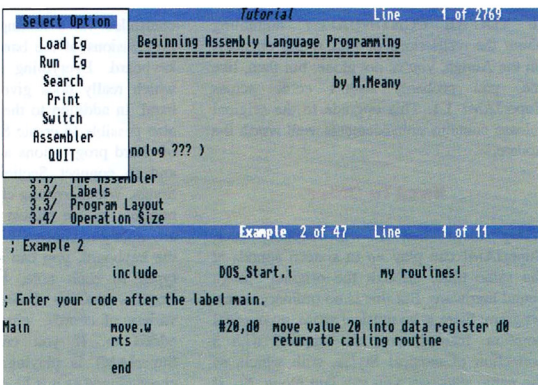 Select Option
Load Eg
Run Eg
Search
Print
Switch
Assembler
QUIT
Tutorial Line 1 of 2769
Beginning Assembly Language Programming
=======================================
by M.Meany
nolog ??? )
3.1/ The Assembler
3.2/ Labels
3.3/ Program Layout
3.4/ Operation Size
Example 2 of 47 Line 1 of 11
; Example 2
include DOS_Start.i my routines!
; Enter your code after the label main.
Main move.w #20,d0 move value 20 into data register d0
rts return to calling routine
end